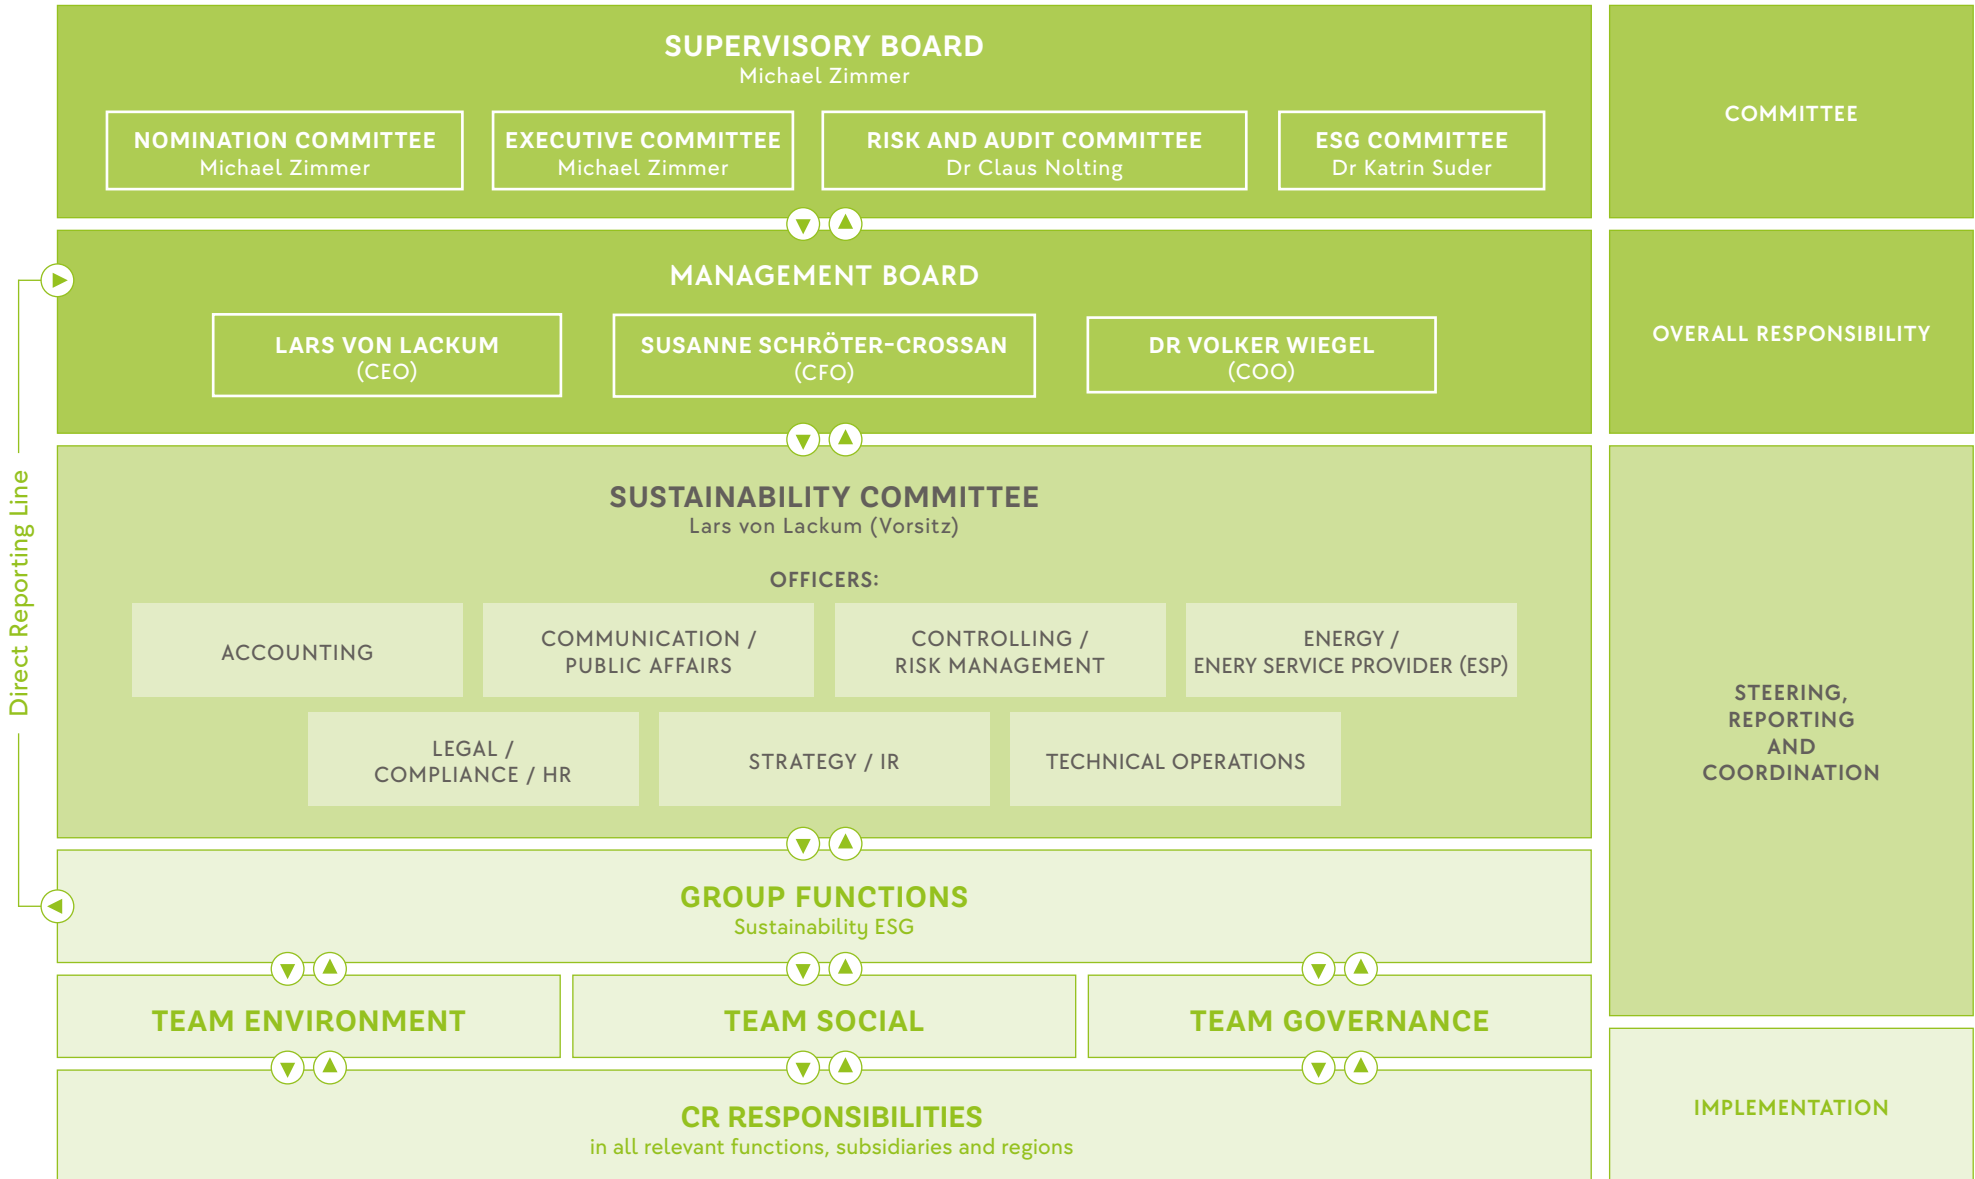 SUPERVISORY BOARD
Michael Zimmer
NOMINATION COMMITTEE
Michael Zimmer
EXECUTIVE COMMITTEE
Michael Zimmer
RISK AND AUDIT COMMITTEE
Dr Claus Nolting
ESG COMMITTEE
Dr Katrin Suder
COMMITTEE
MANAGEMENT BOARD
LARS VON LACKUM
(CEO)
SUSANNE SCHRÖTER-CROSSAN
(CFO)
DR VOLKER WIEGEL
(COO)
OVERALL RESPONSIBILITY
Direct Reporting Line
SUSTAINABILITY COMMITTEE
Lars von Lackum (Vorsitz)
OFFICERS:
ACCOUNTING
COMMUNICATION /
PUBLIC AFFAIRS
CONTROLLING /
RISK MANAGEMENT
ENERGY /
ENERY SERVICE PROVIDER (ESP)
LEGAL /
COMPLIANCE / HR
STRATEGY / IR
TECHNICAL OPERATIONS
STEERING,
REPORTING
AND
COORDINATION
GROUP FUNCTIONS
Sustainability ESG
TEAM ENVIRONMENT
TEAM SOCIAL
TEAM GOVERNANCE
CR RESPONSIBILITIES
in all relevant functions, subsidiaries and regions
IMPLEMENTATION